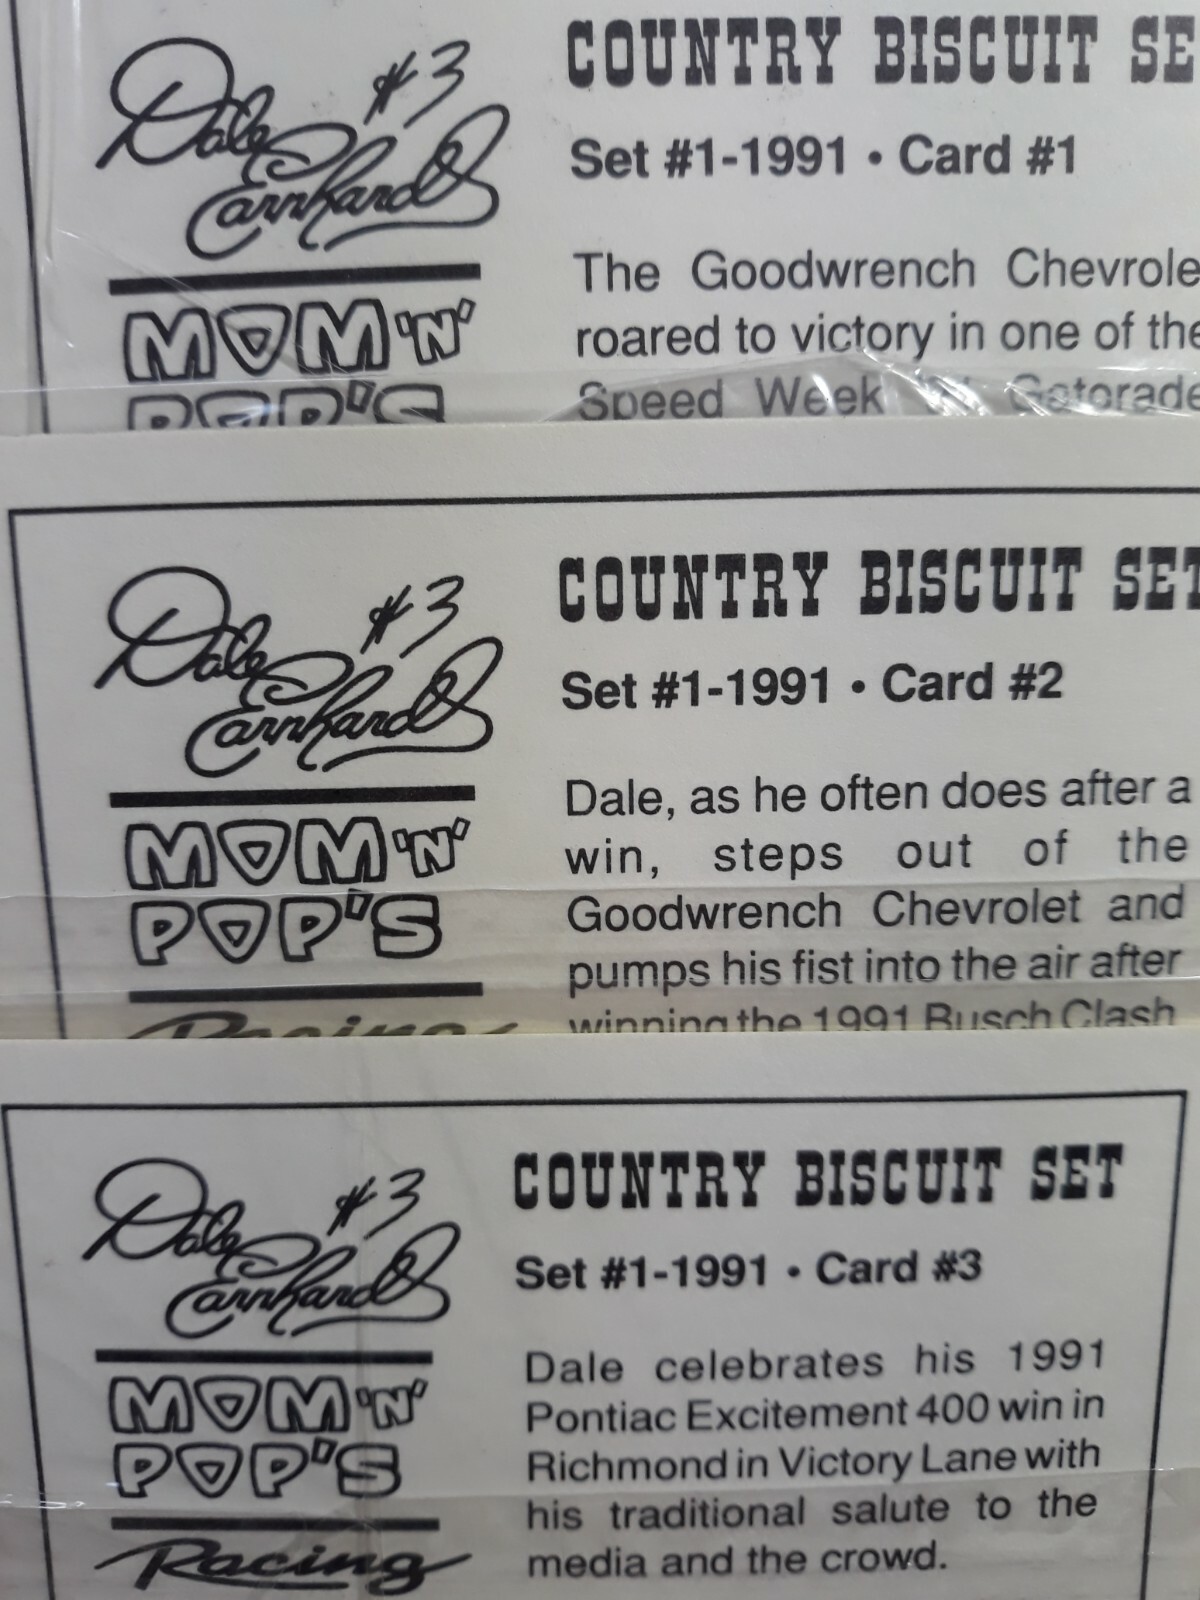 Dale #3
Earnhardt
MOM 'N'
POP'S
COUNTRY BISCUIT SE
Set #1-1991 • Card #1
The Goodwrench Chevrole
roared to victory in one of the
Speed Week Gatorade
Dale #3
Earnhardt
MOM 'N'
POP'S
Racing
COUNTRY BISCUIT SET
Set #1-1991 • Card #2
Dale, as he often does after a
win, steps out of the
Goodwrench Chevrolet and
pumps his fist into the air after
winning the 1991 Busch Clash
Dale #3
Earnhardt
MOM 'N'
POP'S
Racing
COUNTRY BISCUIT SET
Set #1-1991 • Card #3
Dale celebrates his 1991
Pontiac Excitement 400 win in
Richmond in Victory Lane with
his traditional salute to the
media and the crowd.